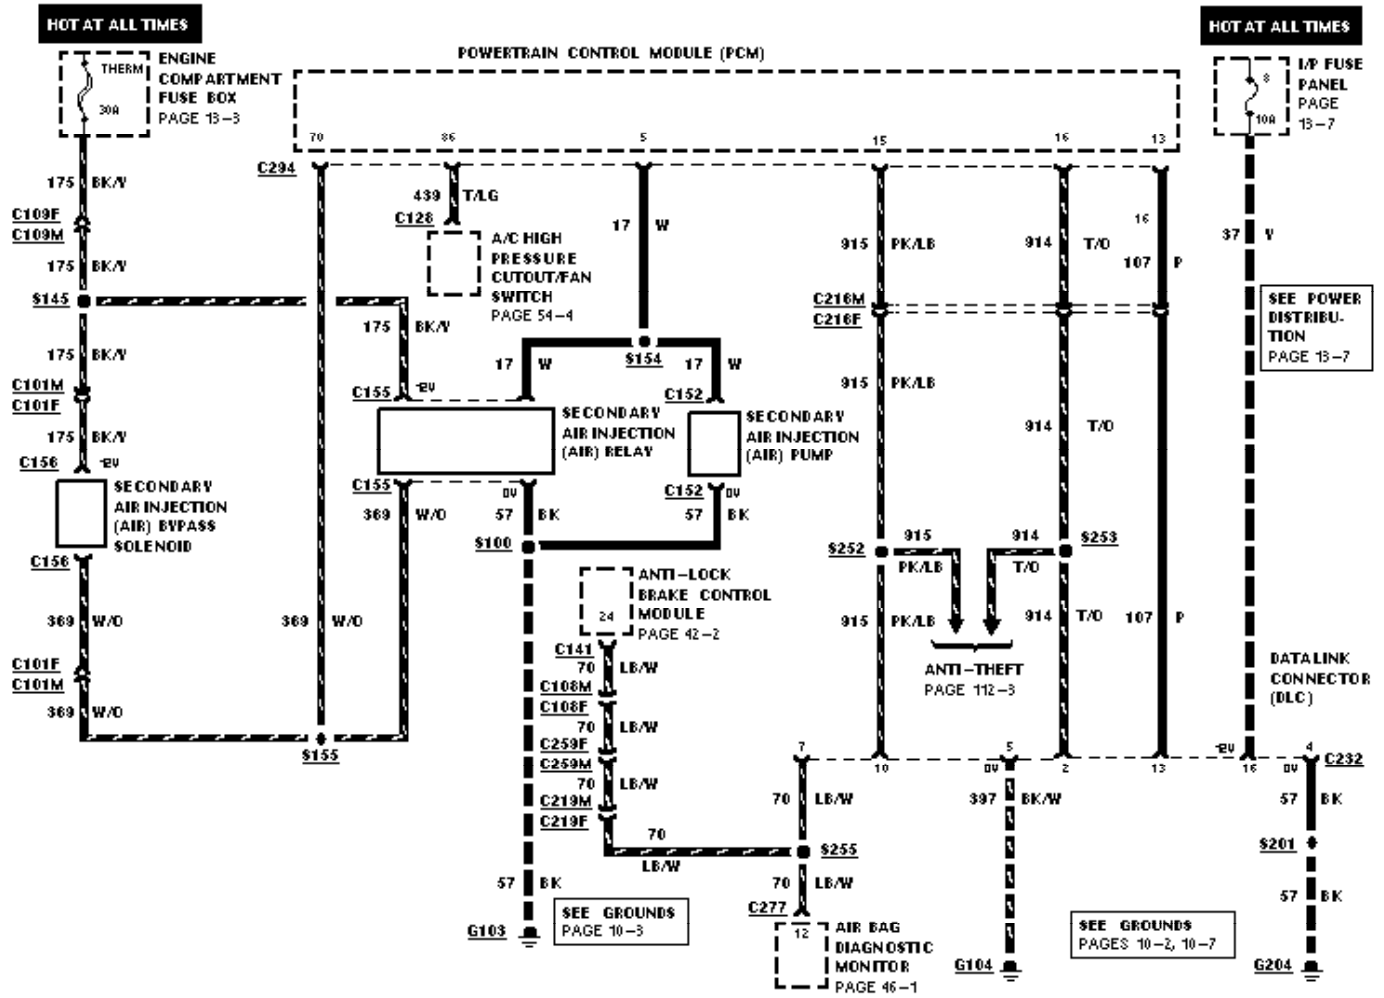 HOT AT ALL TIMES
HOT AT ALL TIMES
POWERTRAIN CONTROL MODULE (PCM)
THERM
30A
ENGINE
COMPARTMENT
FUSE BOX
PAGE 13-3
8
10A
I/P FUSE
PANEL
PAGE
13-7
70
86
5
15
16
13
C294
175 BK/Y
C109F
C109M
175 BK/Y
S145
175 BK/Y
C101M
C101F
175 BK/Y
C156
12V
SECONDARY
AIR INJECTION
(AIR) BYPASS
SOLENOID
C156
369 W/O
C101F
C101M
369 W/O
S155
369 W/O
439 T/LG
C128
A/C HIGH
PRESSURE
CUTOUT/FAN
SWITCH
PAGE 54-4
175 BK/Y
17 W
S154
17 W
17 W
C155
12V
C152
SECONDARY
AIR INJECTION
(AIR) RELAY
SECONDARY
AIR INJECTION
(AIR) PUMP
C155
0V
C152
0V
369 W/O
57 BK
57 BK
S100
ANTI-LOCK
BRAKE CONTROL
MODULE
PAGE 42-2
24
C141
70 LB/W
C108M
C108F
70 LB/W
C259F
C259M
70 LB/W
C219M
C219F
70
LB/W
57 BK
G103
SEE GROUNDS
PAGE 10-3
915 PK/LB
914 T/O
16
107 P
37 Y
C216M
C216F
SEE POWER
DISTRIBU-
TION
PAGE 13-7
915 PK/LB
914 T/O
S252
915
PK/LB
914
T/O
S253
915 PK/LB
914 T/O
107 P
ANTI-THEFT
PAGE 112-3
DATA LINK
CONNECTOR
(DLC)
7
10
5
0V
2
13
12V
16
4
0V
C232
70 LB/W
S255
70 LB/W
C277
12
AIR BAG
DIAGNOSTIC
MONITOR
PAGE 46-1
397 BK/W
G104
57 BK
S201
57 BK
G204
SEE GROUNDS
PAGES 10-2, 10-7